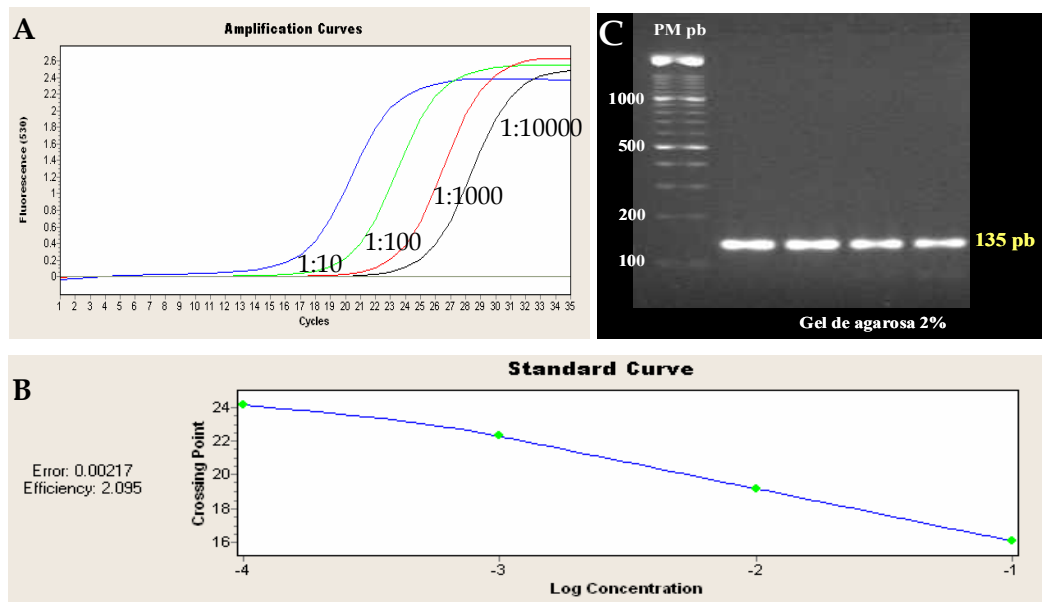 A
Amplification Curves
Fluorescence (530)
2.6
2.4
2.2
2
1.8
1.6
1.4
1.2
1
0.8
0.6
0.4
0.2
0
1:10
1:100
1:1000
1:10000
1 2 3 4 5 6 7 8 9 10 11 12 13 14 15 16 17 18 19 20 21 22 23 24 25 26 27 28 29 30 31 32 33 34 35
Cycles
C
PM pb
1000
500
200
100
135 pb
Gel de agarosa 2%
B
Standard Curve
Error: 0.00217
Efficiency: 2.095
Crossing Point
24
22
20
18
16
-4 -3 -2 -1
Log Concentration